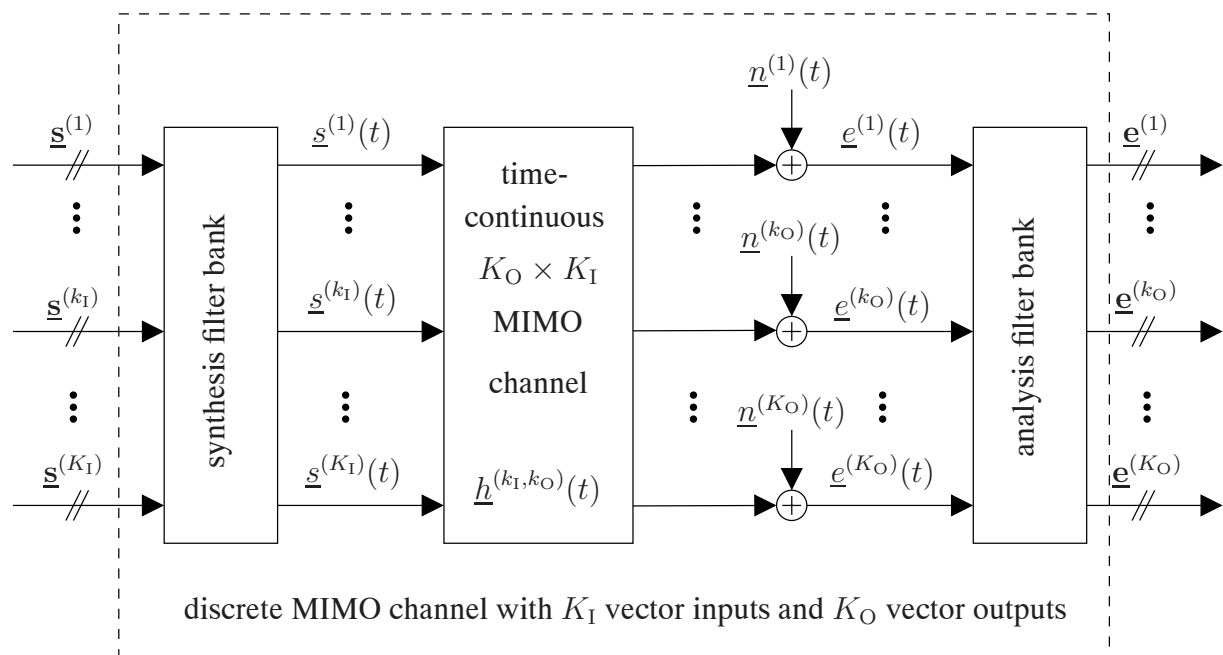 n^{(1)}(t)
s^{(1)}
s^{(1)}(t)
e^{(1)}(t)
e^{(1)}
synthesis filter bank
time-
continuous
K_O × K_I
MIMO
channel
h^{(k_I,k_O)}(t)
analysis filter bank
n^{(k_O)}(t)
s^{(k_I)}
s^{(k_I)}(t)
e^{(k_O)}(t)
e^{(k_O)}
n^{(K_O)}(t)
s^{(K_I)}
s^{(K_I)}(t)
e^{(K_O)}(t)
e^{(K_O)}
discrete MIMO channel with K_I vector inputs and K_O vector outputs